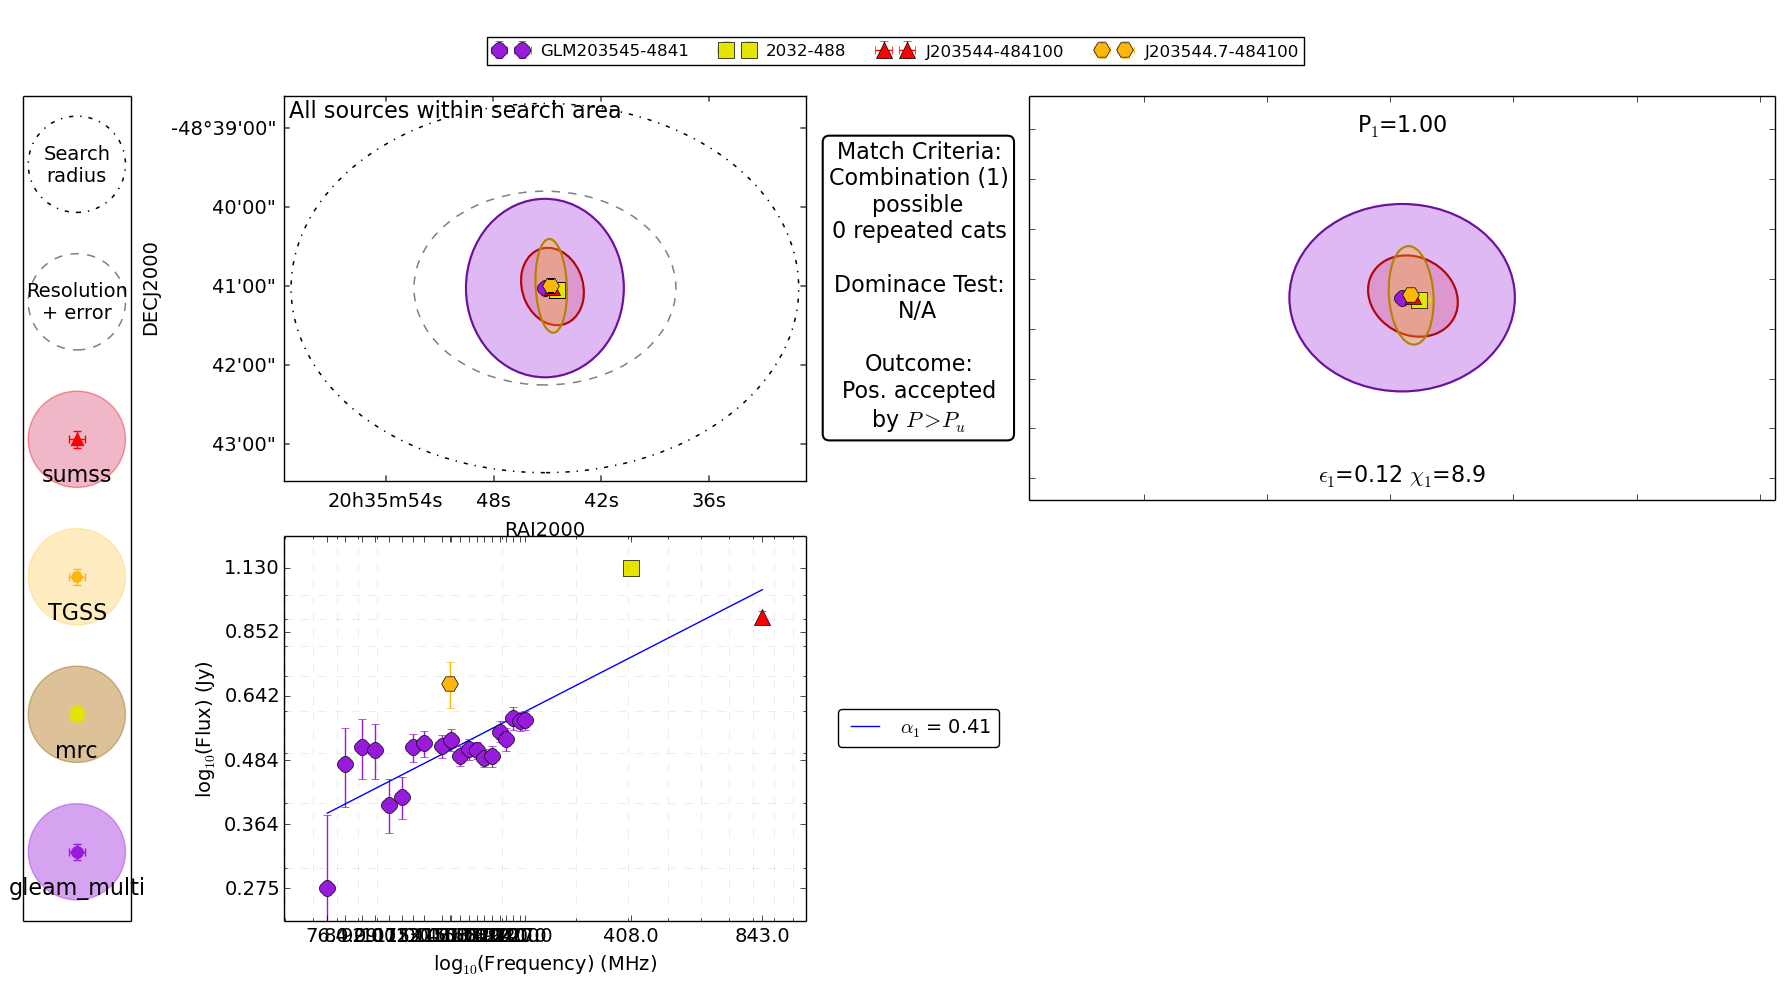 GLM203545-4841 2032-488 J203544-484100 J203544.7-484100
Search
radius
Resolution
+ error
sumss
TGSS
mrc
gleam_multi
All sources within search area
DECJ2000
-48°39'00"
40'00"
41'00"
42'00"
43'00"
20h35m54s 48s 42s 36s
RAJ2000
Match Criteria:
Combination (1)
possible
0 repeated cats
Dominace Test:
N/A
Outcome:
Pos. accepted
by P>Pu
P1=1.00
ϵ1=0.12 χ1=8.9
log10(Flux) (Jy)
1.130
0.852
0.642
0.484
0.364
0.275
408.0 843.0
log10(Frequency) (MHz)
α1 = 0.41